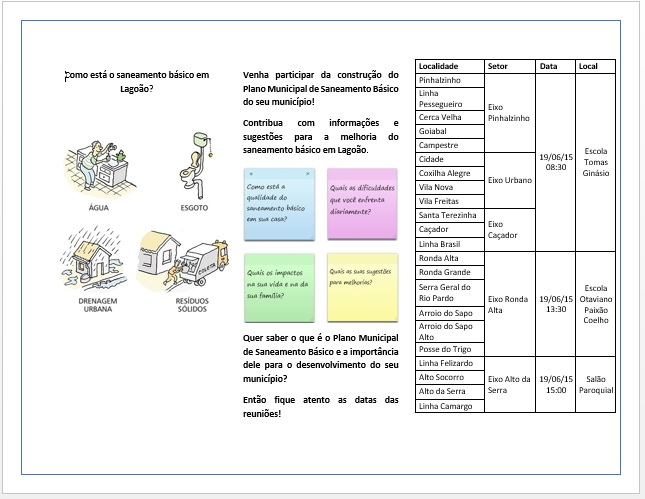 Como está o saneamento básico em
Lagoão?
ÁGUA
ESGOTO
COLETA
DRENAGEM
URBANA
RESÍDUOS
SÓLIDOS
Venha participar da construção do
Plano Municipal de Saneamento Básico
do seu município!
Contribua com informações e
sugestões para a melhoria do
saneamento básico em Lagoão.
Como está a
qualidade do
saneamento básico
em sua casa?
Quais as dificuldades
que você enfrenta
diariamente?
Quais os impactos
na sua vida e na da
sua família?
Quais as suas sugestões
para melhorias?
Quer saber o que é o Plano Municipal
de Saneamento Básico e a importância
dele para o desenvolvimento do seu
município?
Então fique atento as datas das
reuniões!
Localidade Setor Data Local
Pinhalzinho
Linha
Pessegueiro
Cerca Velha
Goiabal
Campestre
Eixo
Pinhalzinho
Cidade
Coxilha Alegre
Vila Nova
Vila Freitas
Eixo Urbano
Santa Terezinha
Caçador
Linha Brasil
Eixo
Caçador
19/06/15
08:30
Escola
Tomas
Ginásio
Ronda Alta
Ronda Grande
Serra Geral do
Rio Pardo
Arroio do Sapo
Arroio do Sapo
Alto
Posse do Trigo
Eixo Ronda
Alta
19/06/15
13:30
Escola
Otaviano
Paixão
Coelho
Linha Felizardo
Alto Socorro
Alto da Serra
Linha Camargo
Eixo Alto da
Serra
19/06/15
15:00
Salão
Paroquial